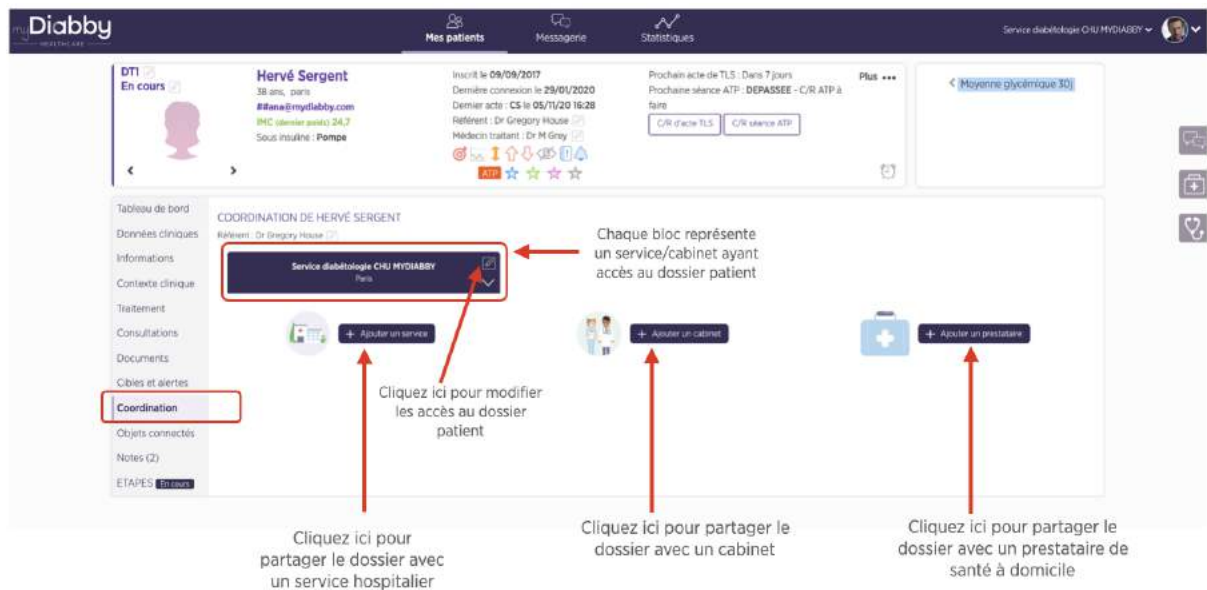 myDiabby
HEALTHCARE
Mes patients
Messagerie
Statistiques
Service diabétologie CHU MYDIABBY
DT1
En cours
Hervé Sergent
38 ans, paris
##ana@mydiabby.com
IMC (dernier poids) 24,7
Sous insuline : Pompe
Inscrit le 09/09/2017
Dernière connexion le 29/01/2020
Dernier acte : CS le 05/11/20 16:28
Référent : Dr Gregory House
Médecin traitant : Dr M Grey
ATP
Prochain acte de TLS : Dans 7 jours
Prochaine séance ATP : DEPASSEE - C/R ATP à
faire
C/R d'acte TLS
C/R séance ATP
Plus
Moyenne glycémique 30j
Tableau de bord
Données cliniques
Informations
Contexte clinique
Traitement
Consultations
Documents
Cibles et alertes
Coordination
Objets connectés
Notes (2)
ETAPES En cours
COORDINATION DE HERVÉ SERGENT
Référent : Dr Gregory House
Service diabétologie CHU MYDIABBY
Paris
Chaque bloc représente
un service/cabinet ayant
accès au dossier patient
+ Ajouter un service
+ Ajouter un cabinet
+ Ajouter un prestataire
Cliquez ici pour modifier
les accès au dossier
patient
Cliquez ici pour
partager le dossier avec
un service hospitalier
Cliquez ici pour partager le
dossier avec un cabinet
Cliquez ici pour partager le
dossier avec un prestataire de
santé à domicile